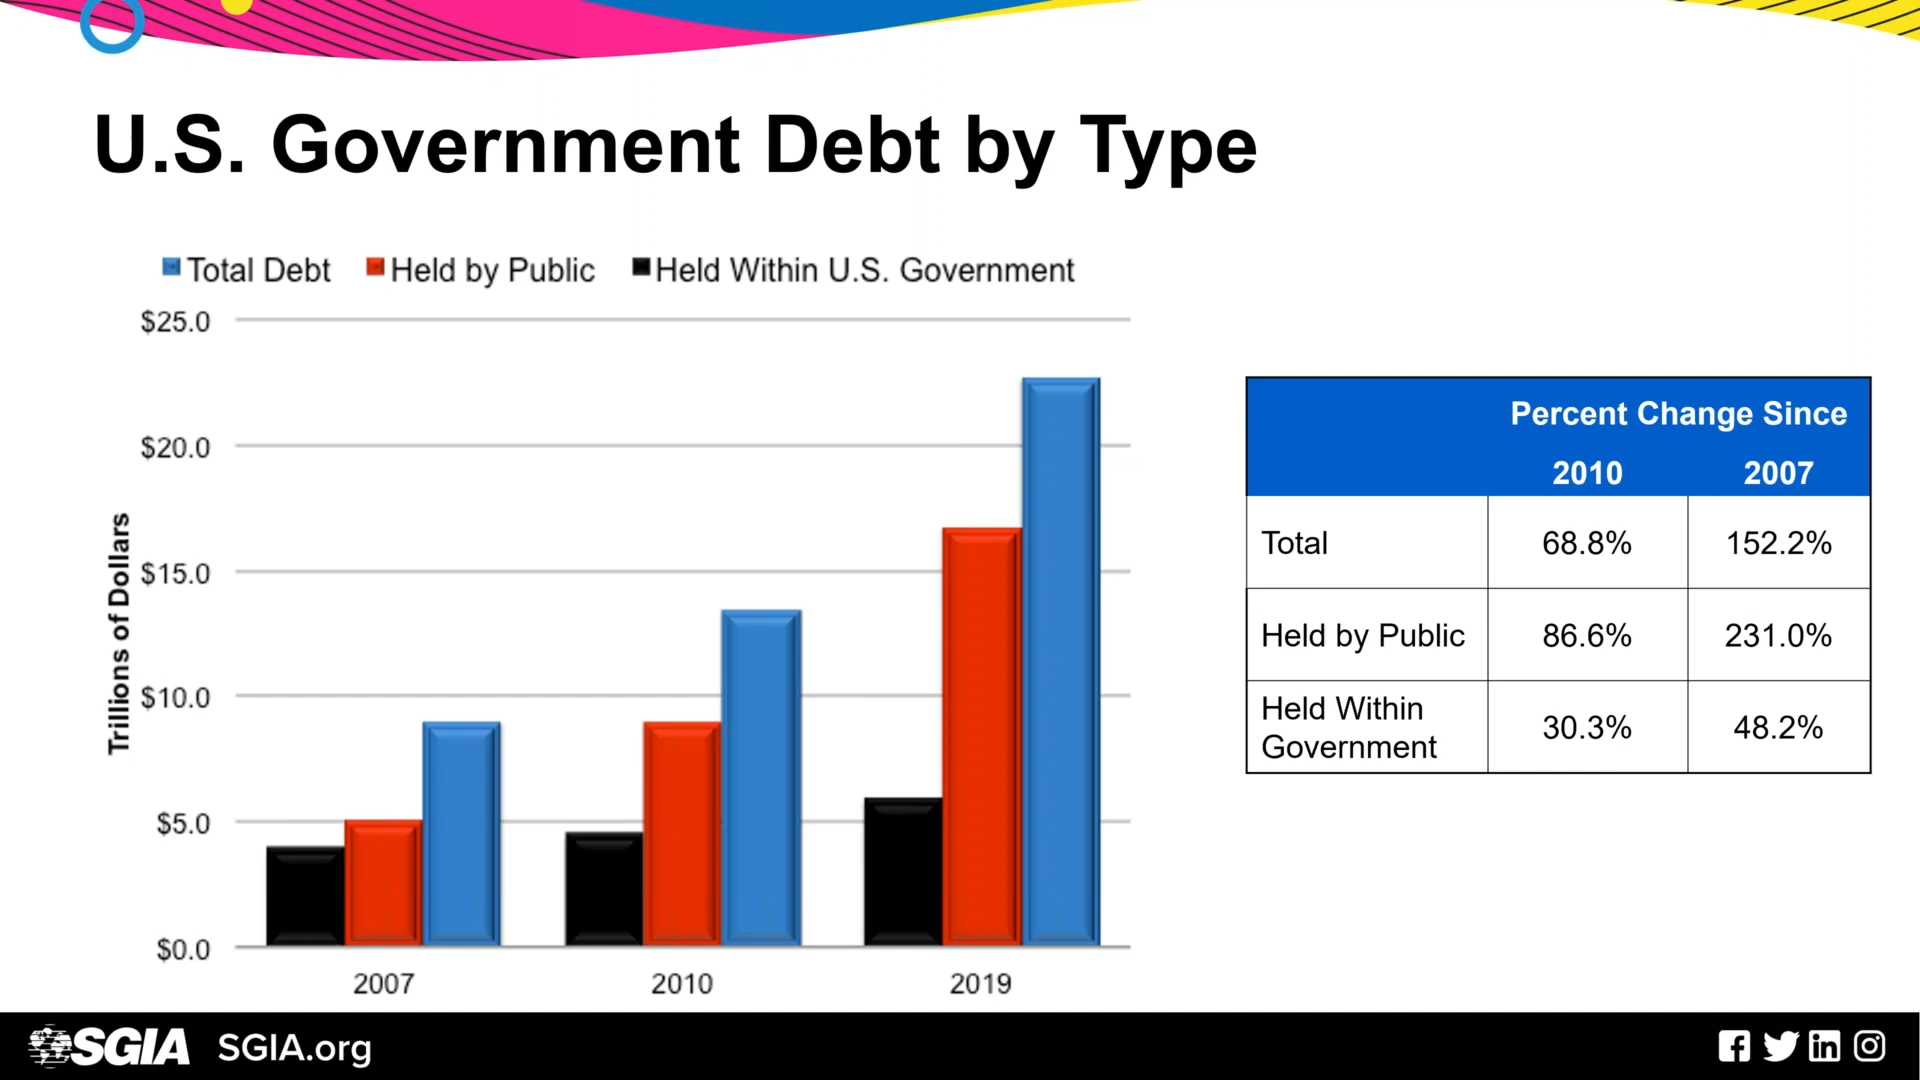 U.S. Government Debt by Type
Total Debt Held by Public Held Within U.S. Government
$25.0
$20.0
$15.0
$10.0
$5.0
$0.0
Trillions of Dollars
2007 2010 2019
Percent Change Since
2010 2007
Total 68.8% 152.2%
Held by Public 86.6% 231.0%
Held Within
Government 30.3% 48.2%
SGIA SGIA.org